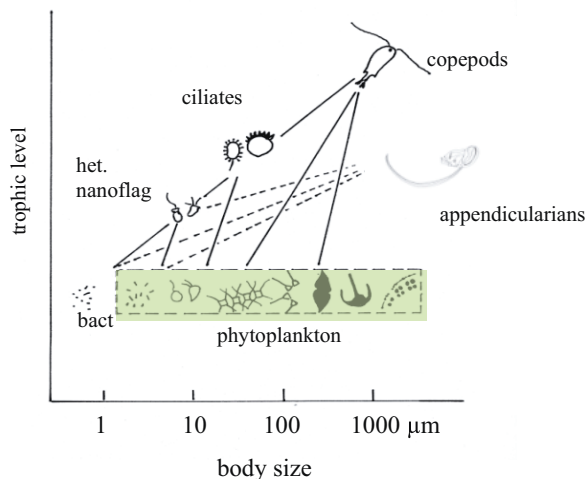 copepods
ciliates
het.
nanoflag
appendicularians
trophic level
bact
phytoplankton
1 10 100 1000 µm
body size